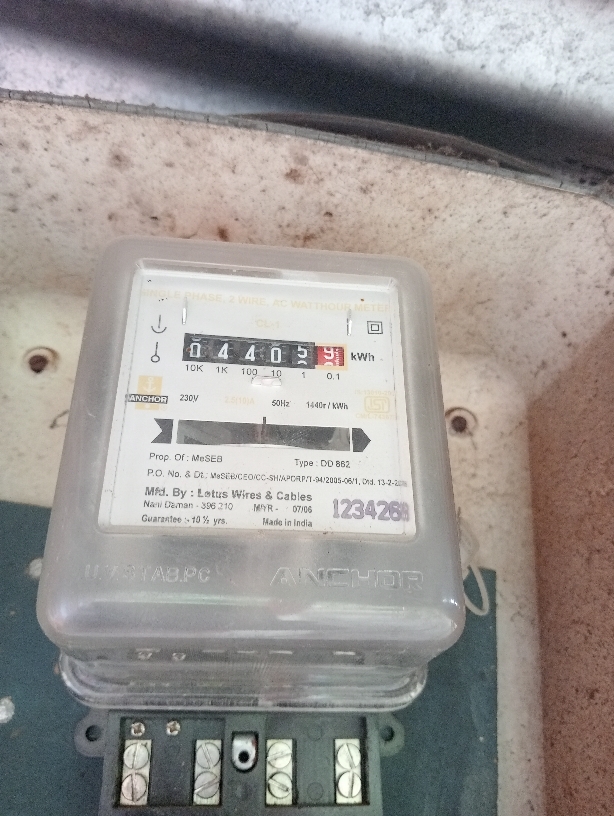 SINGLE PHASE, 2 WIRE, AC WATTHOUR METER
CL-1
0 4 4 0 5 9 kWh
10K 1K 100 10 1 0.1
ANCHOR 230V 50Hz 1440r / kWh
ISI
Prop. Of : MeSEB Type : DD 862
P.O. No. & Dt.: MeSEB/CEO/CC-SH/APDRP/T-94/2005-06/1, Dtd. 13-2-
Mfd. By : Lotus Wires & Cables
Nani Daman - 396 210 M/YR - 07/06
Guarantee :- 10 ½ yrs. Made in India
1234268
ANCHOR